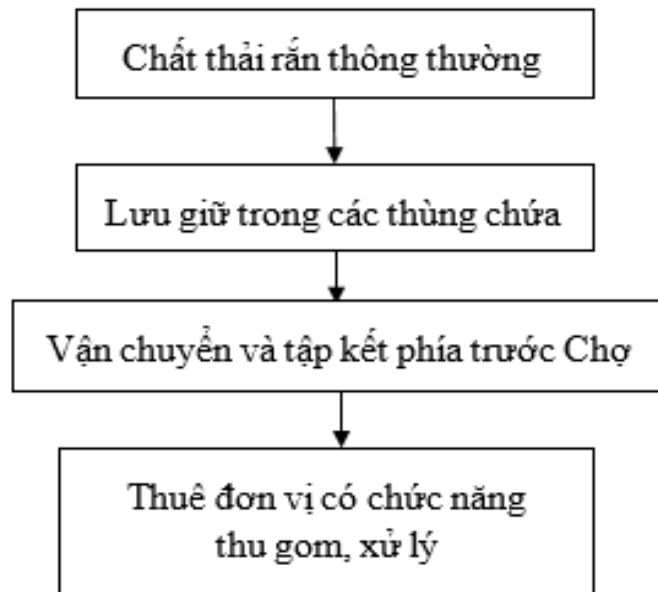 Chất thải rắn thông thường
Lưu giữ trong các thùng chứa
Vận chuyển và tập kết phía trước Chợ
Thuê đơn vị có chức năng
thu gom, xử lý